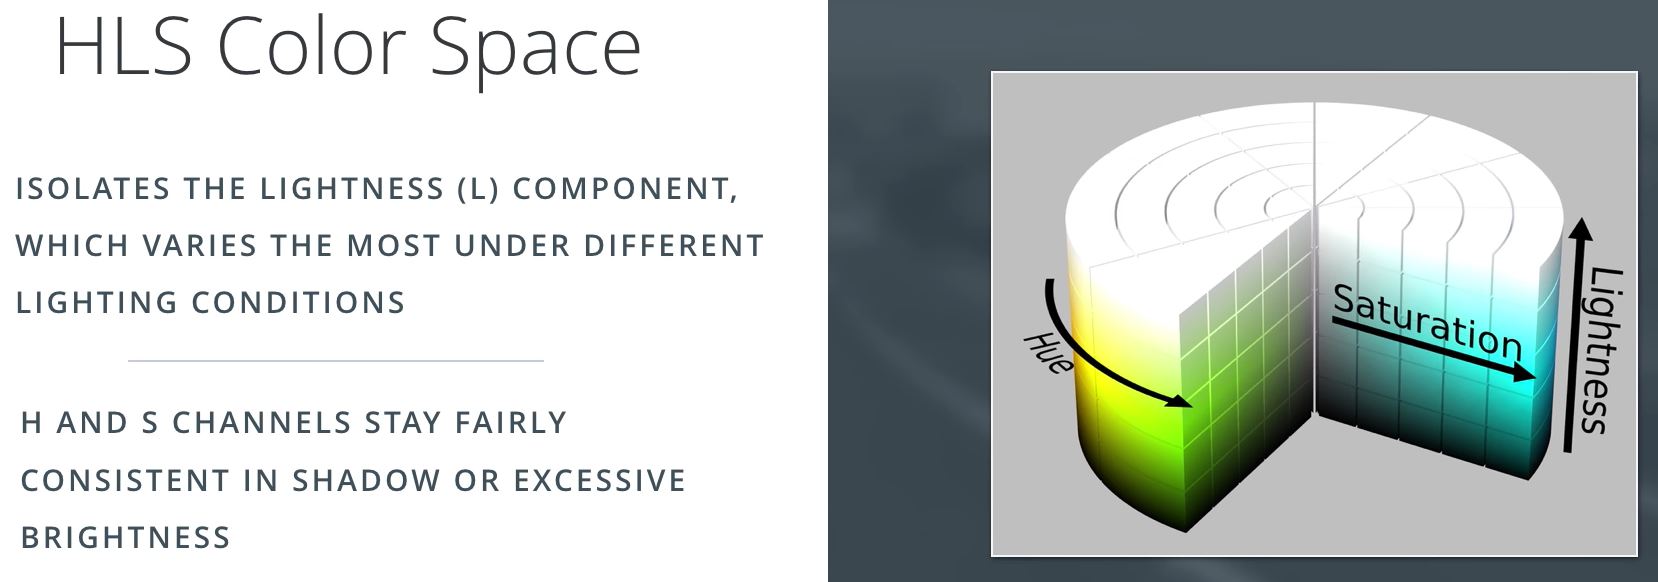 HLS Color Space
ISOLATES THE LIGHTNESS (L) COMPONENT,
WHICH VARIES THE MOST UNDER DIFFERENT
LIGHTING CONDITIONS
H AND S CHANNELS STAY FAIRLY
CONSISTENT IN SHADOW OR EXCESSIVE
BRIGHTNESS
Hue
Saturation
Lightness